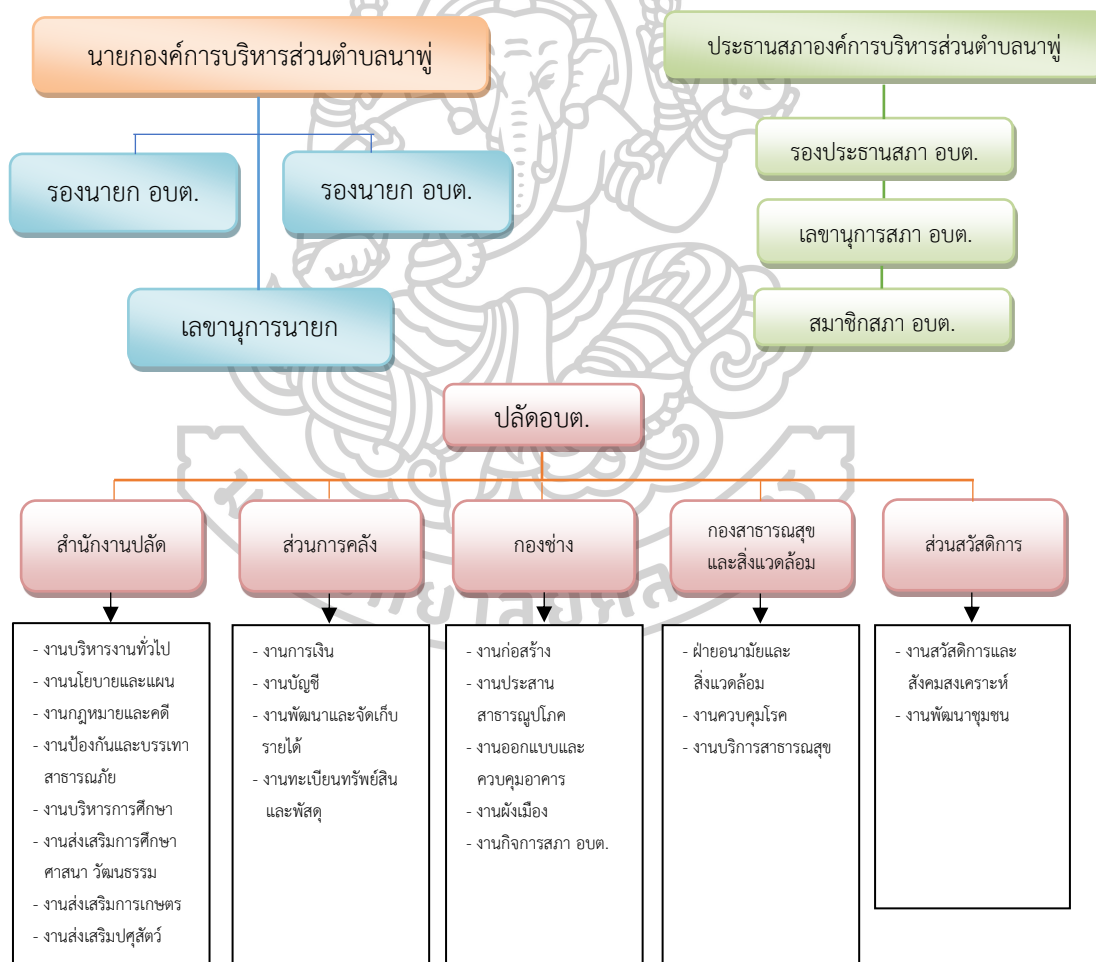 นายกองค์การบริหารส่วนตำบลนาพู่
ประธานสภาองค์การบริหารส่วนตำบลนาพู่
รองนายก อบต.
รองนายก อบต.
เลขานุการนายก
รองประธานสภา อบต.
เลขานุการสภา อบต.
สมาชิกสภา อบต.
ปลัดอบต.
สำนักงานปลัด
- งานบริหารงานทั่วไป
- งานนโยบายและแผน
- งานกฎหมายและคดี
- งานป้องกันและบรรเทา
สาธารณภัย
- งานบริหารการศึกษา
- งานส่งเสริมการศึกษา
ศาสนา วัฒนธรรม
- งานส่งเสริมการเกษตร
- งานส่งเสริมปศุสัตว์
ส่วนการคลัง
- งานการเงิน
- งานบัญชี
- งานพัฒนาและจัดเก็บ
รายได้
- งานทะเบียนทรัพย์สิน
และพัสดุ
กองช่าง
- งานก่อสร้าง
- งานประสาน
สาธารณูปโภค
- งานออกแบบและ
ควบคุมอาคาร
- งานผังเมือง
- งานกิจการสภา อบต.
กองสาธารณสุข
และสิ่งแวดล้อม
- ฝ่ายอนามัยและ
สิ่งแวดล้อม
- งานควบคุมโรค
- งานบริการสาธารณสุข
ส่วนสวัสดิการ
- งานสวัสดิการและ
สังคมสงเคราะห์
- งานพัฒนาชุมชน